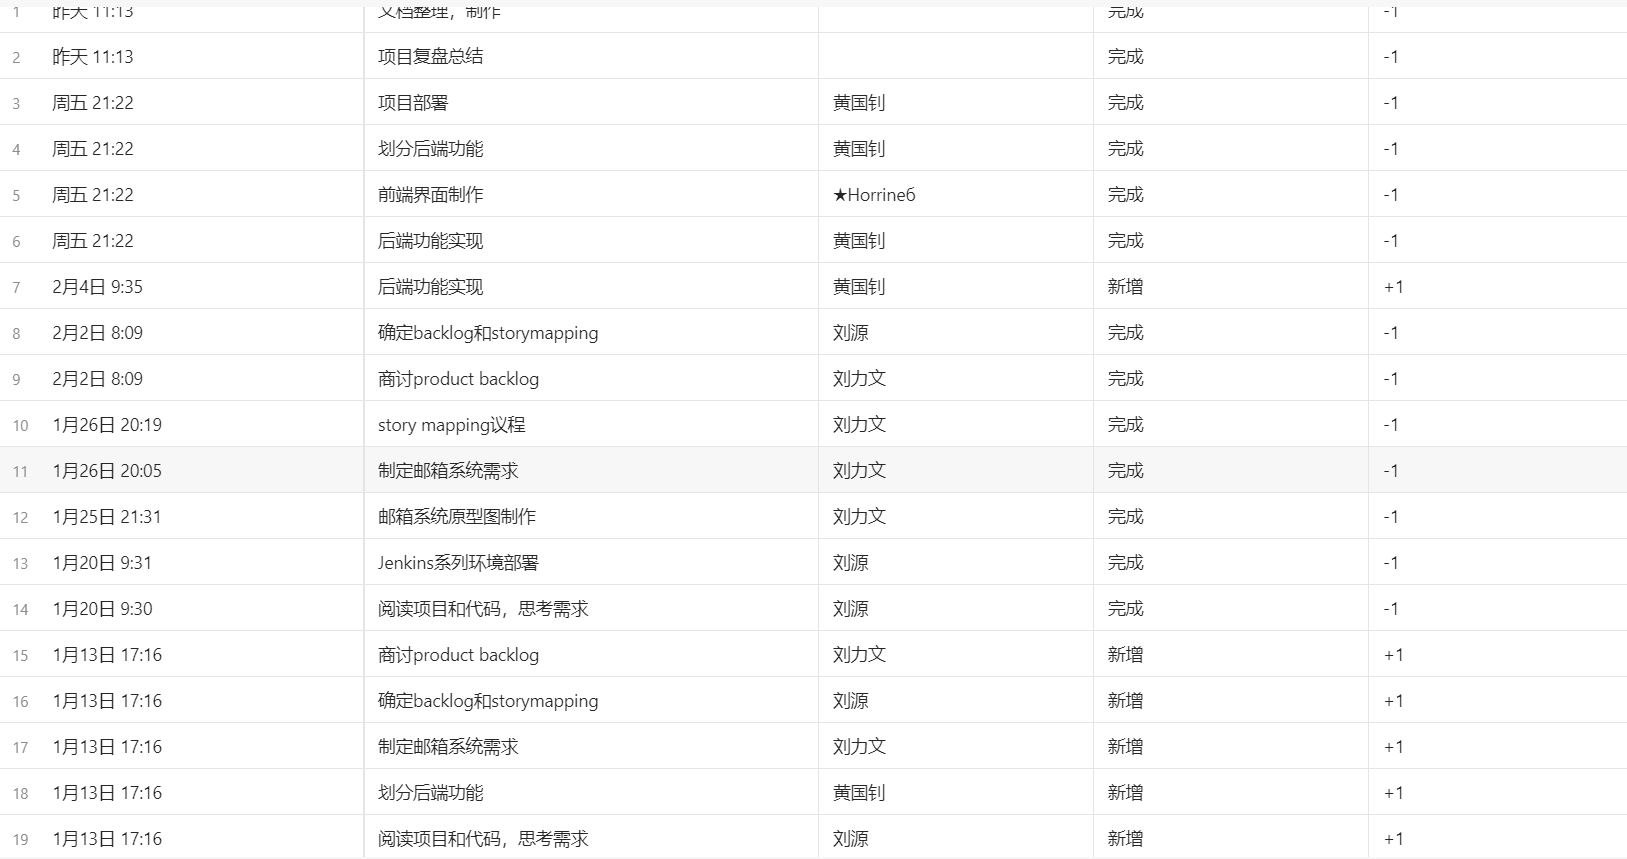 1 昨天 11:13 文档整理，制作 完成 -1
2 昨天 11:13 项目复盘总结 完成 -1
3 周五 21:22 项目部署 黄国钊 完成 -1
4 周五 21:22 划分后端功能 黄国钊 完成 -1
5 周五 21:22 前端界面制作 黄★Horrine6 完成 -1
6 周五 21:22 后端功能实现 黄国钊 完成 -1
7 2月4日 9:35 后端功能实现 黄国钊 新增 +1
8 2月2日 8:09 确定backlog和storymapping 刘源 完成 -1
9 2月2日 8:09 商讨product backlog 刘力文 完成 -1
10 1月26日 20:19 story mapping议程 刘力文 完成 -1
11 1月26日 20:05 制定邮箱系统需求 刘力文 完成 -1
12 1月25日 21:31 邮箱系统原型图制作 刘力文 完成 -1
13 1月20日 9:31 Jenkins系列环境部署 刘源 完成 -1
14 1月20日 9:30 阅读项目和代码，思考需求 刘源 完成 -1
15 1月13日 17:16 商讨product backlog 刘力文 新增 +1
16 1月13日 17:16 确定backlog和storymapping 刘源 新增 +1
17 1月13日 17:16 制定邮箱系统需求 刘力文 新增 +1
18 1月13日 17:16 划分后端功能 黄国钊 新增 +1
19 1月13日 17:16 阅读项目和代码，思考需求 刘源 新增 +1